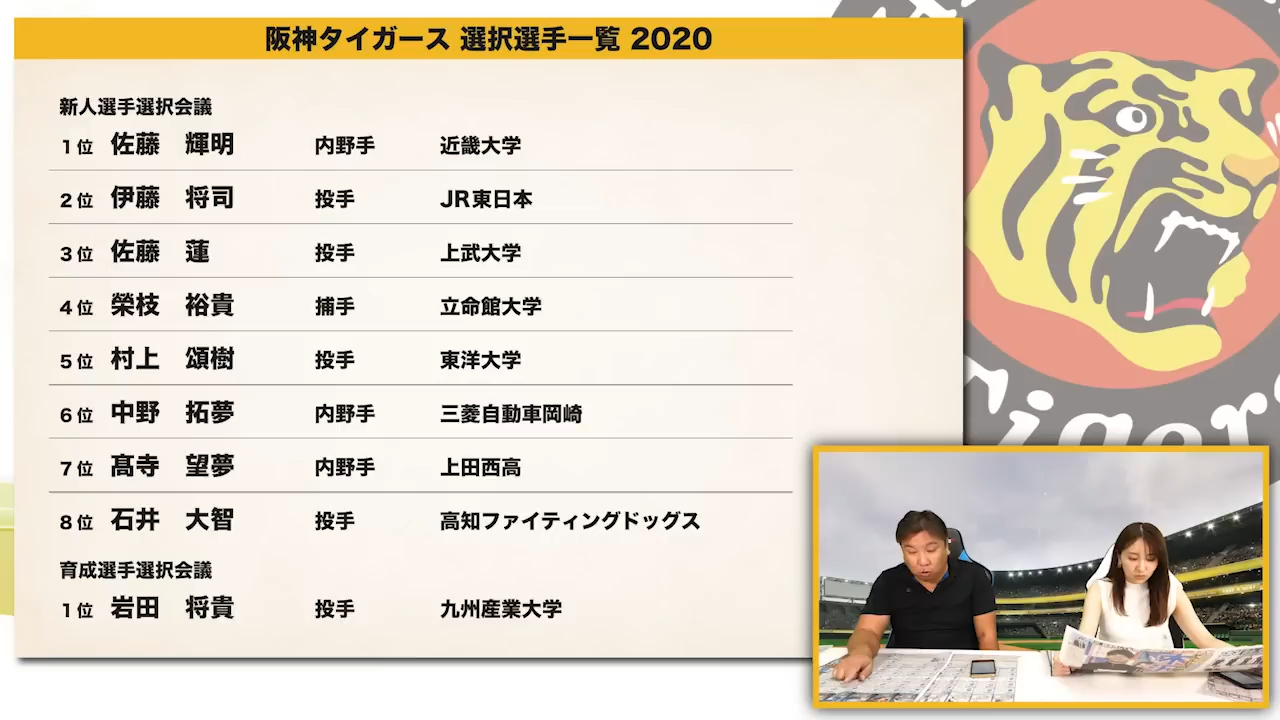 阪神タイガース 選択選手一覧 2020
新人選手選択会議
1位 佐藤 輝明 内野手 近畿大学
2位 伊藤 将司 投手 JR東日本
3位 佐藤 蓮 投手 上武大学
4位 榮枝 裕貴 捕手 立命館大学
5位 村上 頌樹 投手 東洋大学
6位 中野 拓夢 内野手 三菱自動車岡崎
7位 髙寺 望夢 内野手 上田西高
8位 石井 大智 投手 高知ファイティングドッグス
育成選手選択会議
1位 岩田 将貴 投手 九州産業大学
Tigers